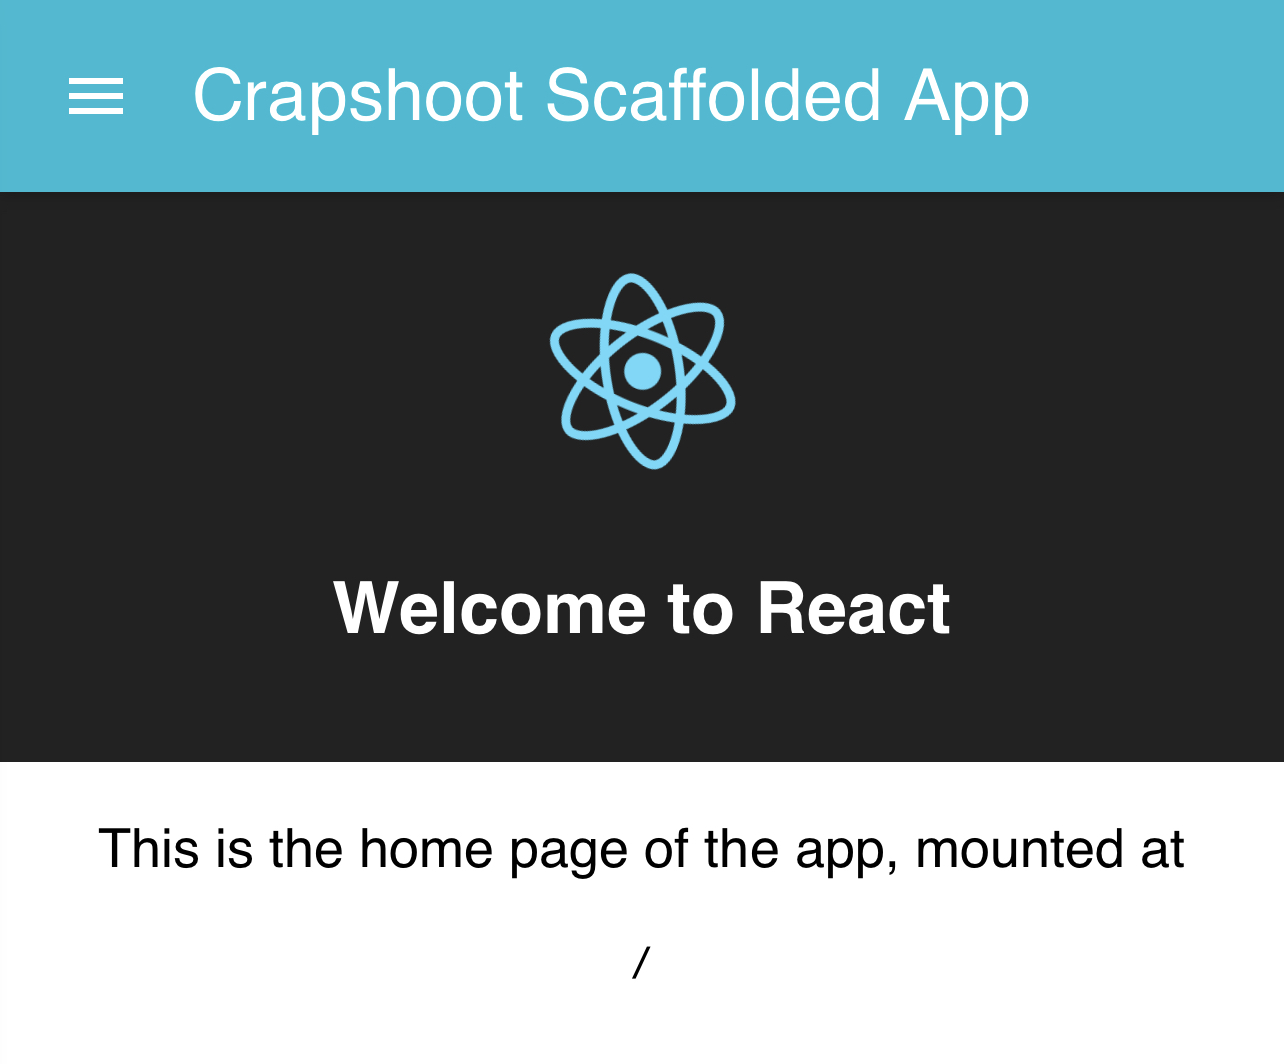 Crapshoot Scaffolded App
Welcome to React
This is the home page of the app, mounted at
/